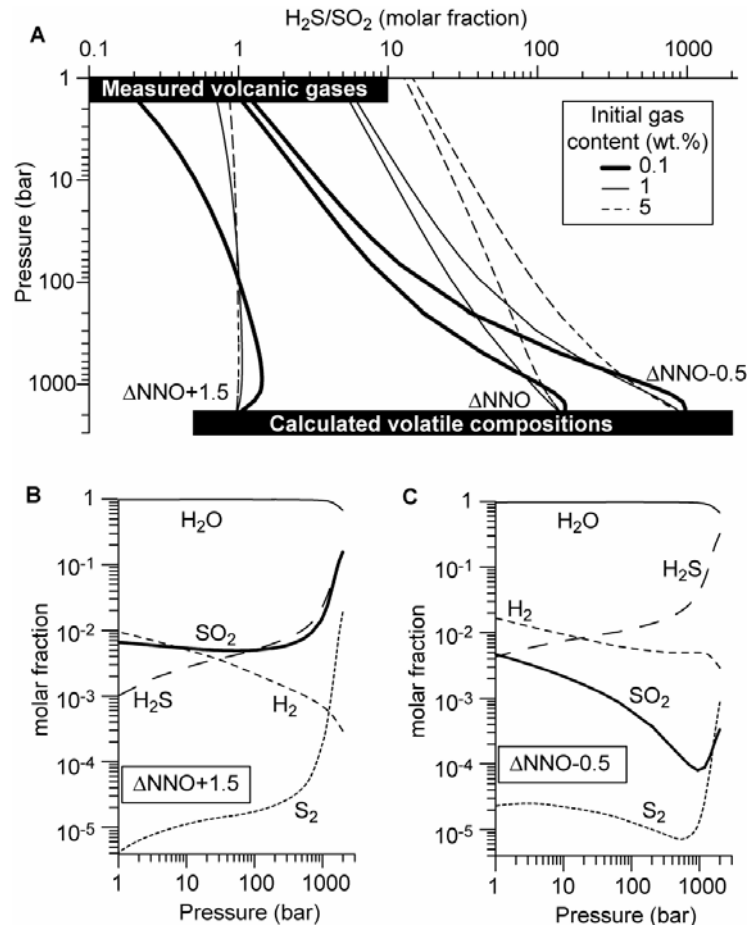 H₂S/SO₂ (molar fraction)
A
0.1 1 10 100 1000
1
Measured volcanic gases
Initial gas
content (wt.%)
0.1
1
5
10
Pressure (bar)
100
1000
ΔNNO+1.5
ΔNNO
ΔNNO-0.5
Calculated volatile compositions
B
1
H₂O
10⁻¹
molar fraction
10⁻²
SO₂
10⁻³
H₂S
H₂
10⁻⁴
ΔNNO+1.5
S₂
10⁻⁵
1 10 100 1000
Pressure (bar)
C
1
H₂O
10⁻¹
H₂S
molar fraction
H₂
10⁻²
10⁻³
SO₂
10⁻⁴
ΔNNO-0.5
S₂
10⁻⁵
1 10 100 1000
Pressure (bar)